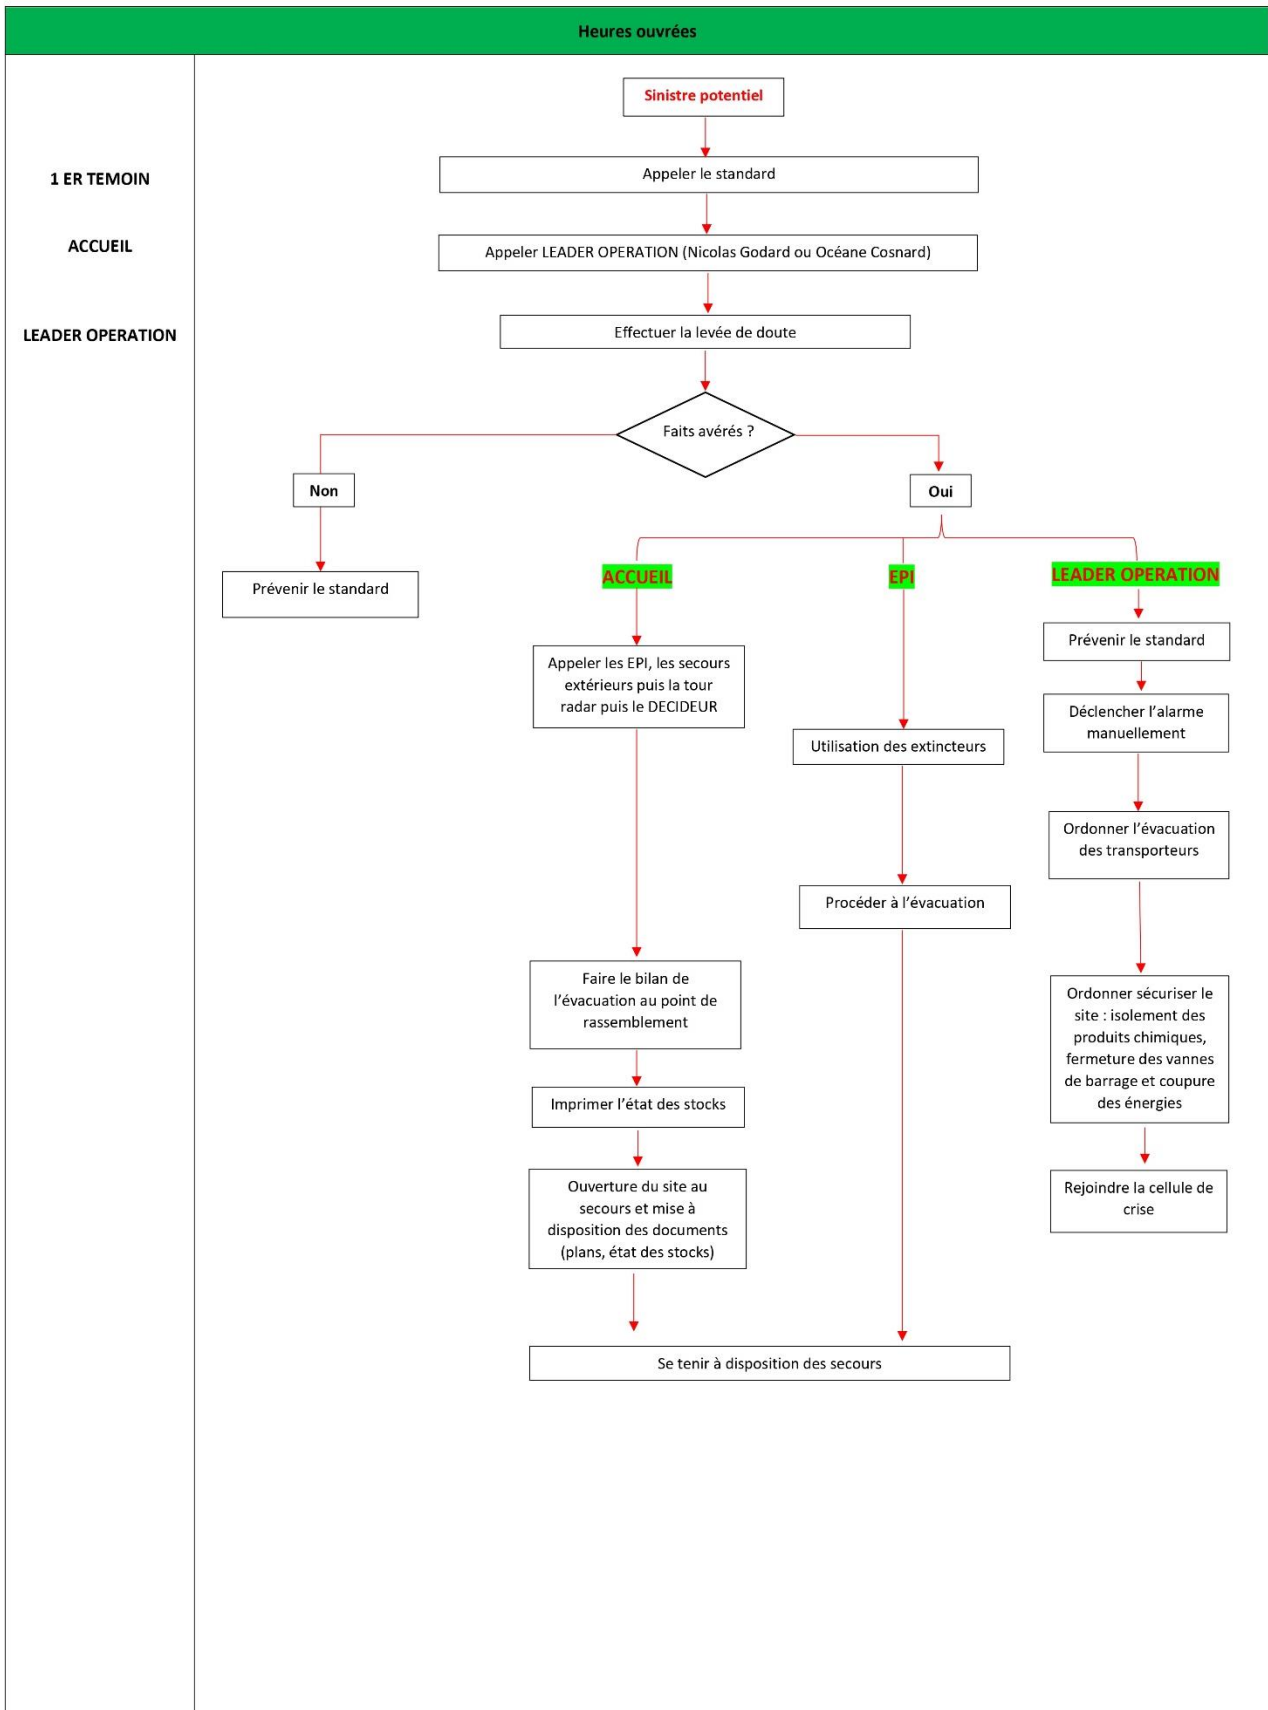 Heures ouvrées
Sinistre potentiel
1 ER TEMOIN
Appeler le standard
ACCUEIL
Appeler LEADER OPERATION (Nicolas Godard ou Océane Cosnard)
LEADER OPERATION
Effectuer la levée de doute
Faits avérés ?
Non
Oui
Prévenir le standard
ACCUEIL
EPI
LEADER OPERATION
Appeler les EPI, les secours
extérieurs puis la tour
radar puis le DECIDEUR
Faire le bilan de
l’évacuation au point de
rassemblement
Imprimer l’état des stocks
Ouverture du site au
secours et mise à
disposition des documents
(plans, état des stocks)
Utilisation des extincteurs
Procéder à l’évacuation
Prévenir le standard
Déclencher l’alarme
manuellement
Ordonner l’évacuation
des transporteurs
Ordonner sécuriser le
site : isolement des
produits chimiques,
fermeture des vannes
de barrage et coupure
des énergies
Rejoindre la cellule de
crise
Se tenir à disposition des secours